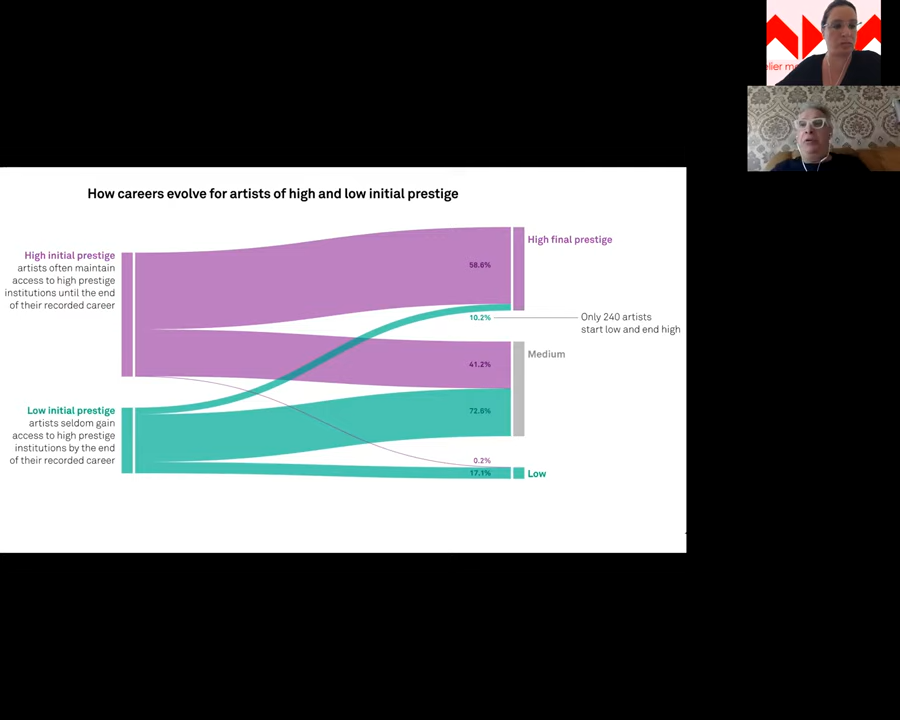 How careers evolve for artists of high and low initial prestige
High initial prestige
artists often maintain
access to high prestige
institutions until the end
of their recorded career
Low initial prestige
artists seldom gain
access to high prestige
institutions by the end
of their recorded career
58.6%
10.2%
41.2%
72.6%
0.2%
17.1%
High final prestige
Only 240 artists
start low and end high
Medium
Low